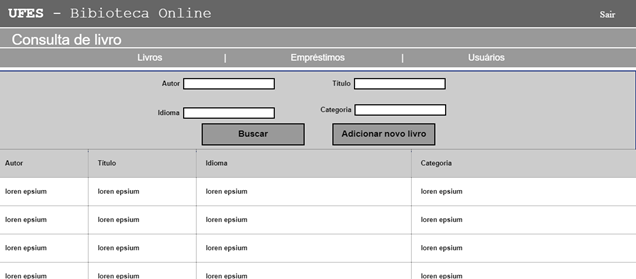 UFES - Bibioteca Online Sair
Consulta de livro
Livros | Empréstimos | Usuários
Autor Título
Idioma Categoria
Buscar Adicionar novo livro
Autor Título Idioma Categoria
loren epsium loren epsium loren epsium loren epsium
loren epsium loren epsium loren epsium loren epsium
loren epsium loren epsium loren epsium loren epsium
loren epsium loren epsium loren epsium loren epsium